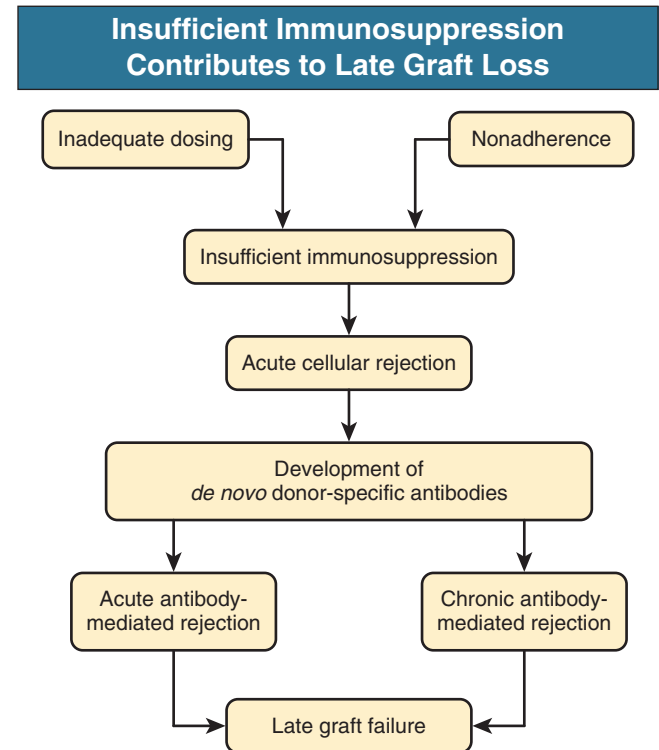 Insufficient Immunosuppression
Contributes to Late Graft Loss
Inadequate dosing
Nonadherence
Insufficient immunosuppression
Acute cellular rejection
Development of
de novo donor-specific antibodies
Acute antibody-
mediated rejection
Chronic antibody-
mediated rejection
Late graft failure